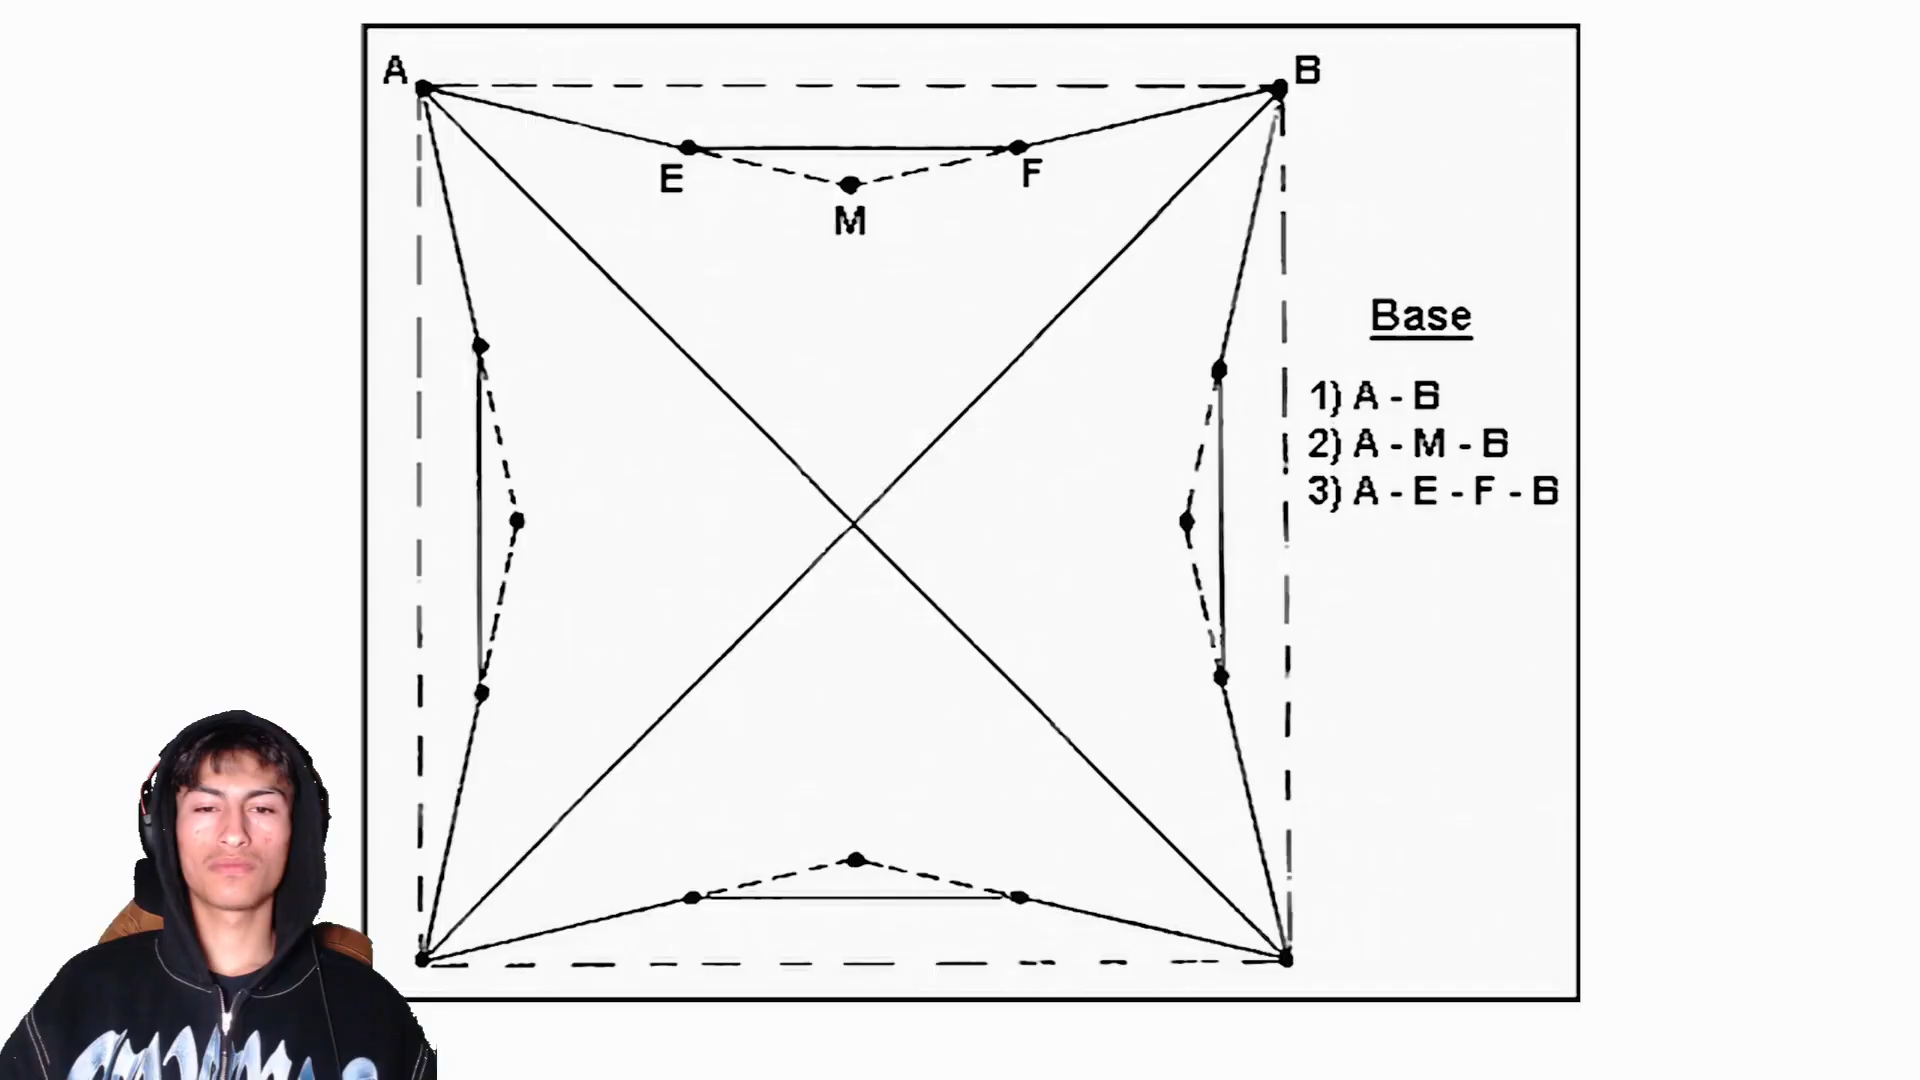 A
B
E
F
M
Base
1) A - B
2) A - M - B
3) A - E - F - B